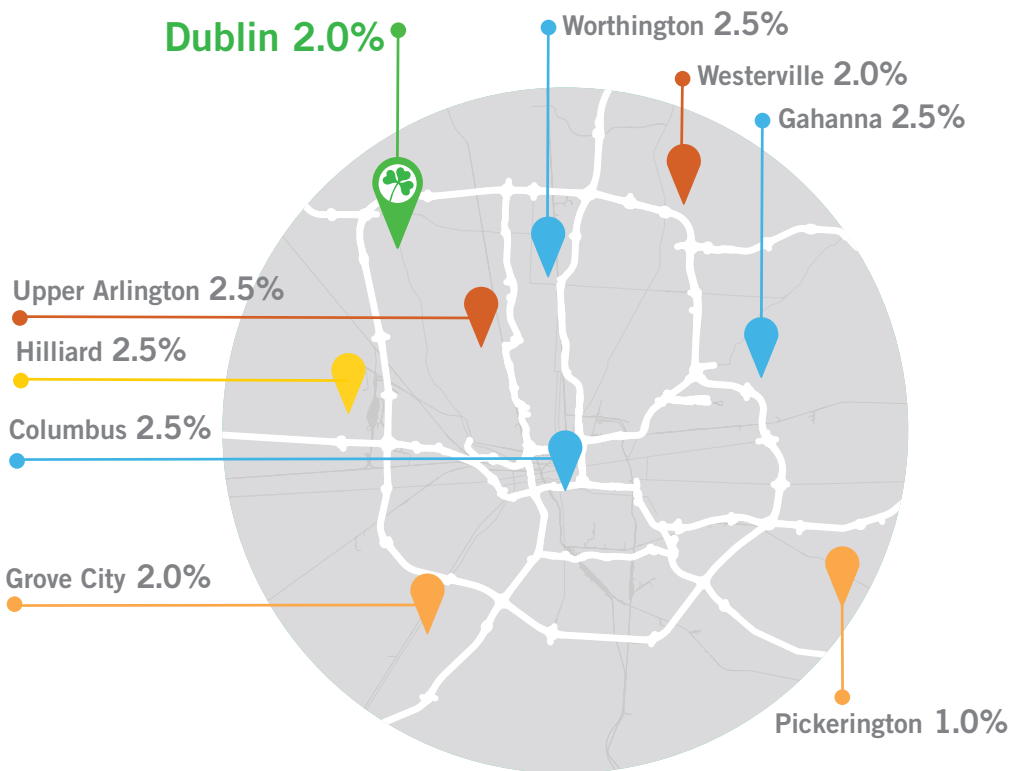 Dublin 2.0%
Worthington 2.5%
Westerville 2.0%
Gahanna 2.5%
Upper Arlington 2.5%
Hilliard 2.5%
Columbus 2.5%
Grove City 2.0%
Pickerington 1.0%